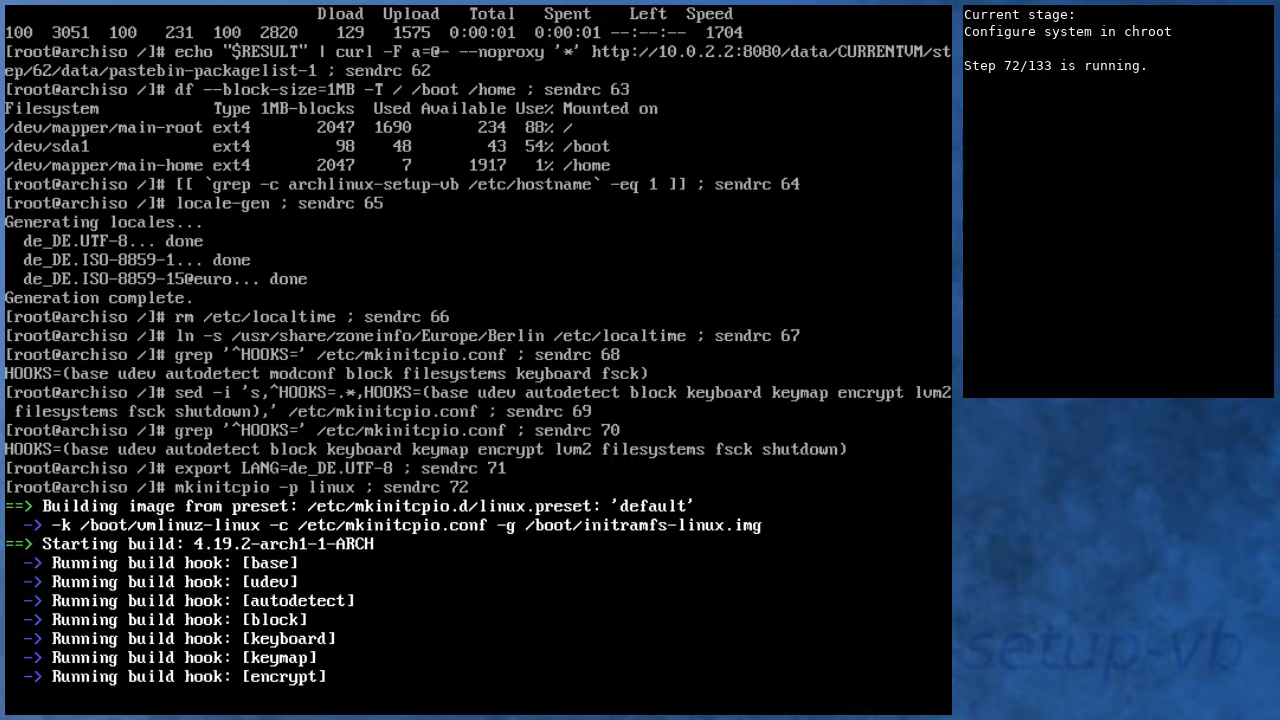 Dload  Upload   Total   Spent    Left  Speed
100  3051  100   231  100  2820    129   1575  0:00:01  0:00:01 --:--:--  1704
[root@archiso /]# echo "$RESULT" | curl -F a=@- --noproxy '*' http://10.0.2.2:8080/data/CURRENTVM/st
ep/62/data/pastebin-packagelist-1 ; sendrc 62
[root@archiso /]# df --block-size=1MB -T / /boot /home ; sendrc 63
Filesystem            Type 1MB-blocks  Used Available Use% Mounted on
/dev/mapper/main-root ext4       2047  1690       234  88% /
/dev/sda1             ext4         98    48        43  54% /boot
/dev/mapper/main-home ext4       2047     7      1917   1% /home
[root@archiso /]# [[ `grep -c archlinux-setup-vb /etc/hostname` -eq 1 ]] ; sendrc 64
[root@archiso /]# locale-gen ; sendrc 65
Generating locales...
  de_DE.UTF-8... done
  de_DE.ISO-8859-1... done
  de_DE.ISO-8859-15@euro... done
Generation complete.
[root@archiso /]# rm /etc/localtime ; sendrc 66
[root@archiso /]# ln -s /usr/share/zoneinfo/Europe/Berlin /etc/localtime ; sendrc 67
[root@archiso /]# grep '^HOOKS=' /etc/mkinitcpio.conf ; sendrc 68
HOOKS=(base udev autodetect modconf block filesystems keyboard fsck)
[root@archiso /]# sed -i 's,^HOOKS=.*,HOOKS=(base udev autodetect block keyboard keymap encrypt lvm2
 filesystems fsck shutdown),' /etc/mkinitcpio.conf ; sendrc 69
[root@archiso /]# grep '^HOOKS=' /etc/mkinitcpio.conf ; sendrc 70
HOOKS=(base udev autodetect block keyboard keymap encrypt lvm2 filesystems fsck shutdown)
[root@archiso /]# export LANG=de_DE.UTF-8 ; sendrc 71
[root@archiso /]# mkinitcpio -p linux ; sendrc 72
==> Building image from preset: /etc/mkinitcpio.d/linux.preset: 'default'
  -> -k /boot/vmlinuz-linux -c /etc/mkinitcpio.conf -g /boot/initramfs-linux.img
==> Starting build: 4.19.2-arch1-1-ARCH
  -> Running build hook: [base]
  -> Running build hook: [udev]
  -> Running build hook: [autodetect]
  -> Running build hook: [block]
  -> Running build hook: [keyboard]
  -> Running build hook: [keymap]
  -> Running build hook: [encrypt]
Current stage:
Configure system in chroot
Step 72/133 is running.
-setup-vb